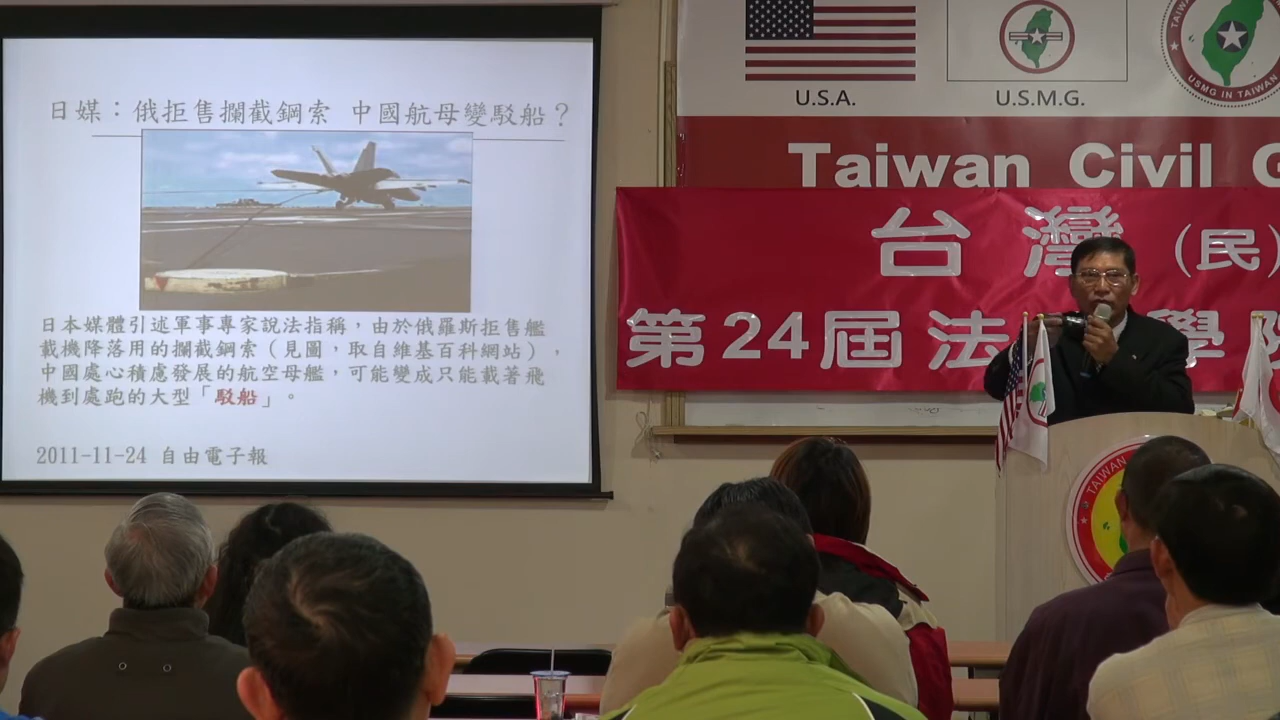 日媒：俄拒售攔截鋼索 中國航母變駁船？
日本媒體引述軍事專家說法指稱，由於俄羅斯拒售艦
載機降落用的攔截鋼索（見圖，取自維基百科網站），
中國處心積慮發展的航空母艦，可能變成只能載著飛
機到處跑的大型「駁船」。
2011-11-24 自由電子報
U.S.A.
U.S.M.G.
USMG IN TAIWAN
Taiwan Civil G
台灣（民）
第24屆法 學院
TAIWAN